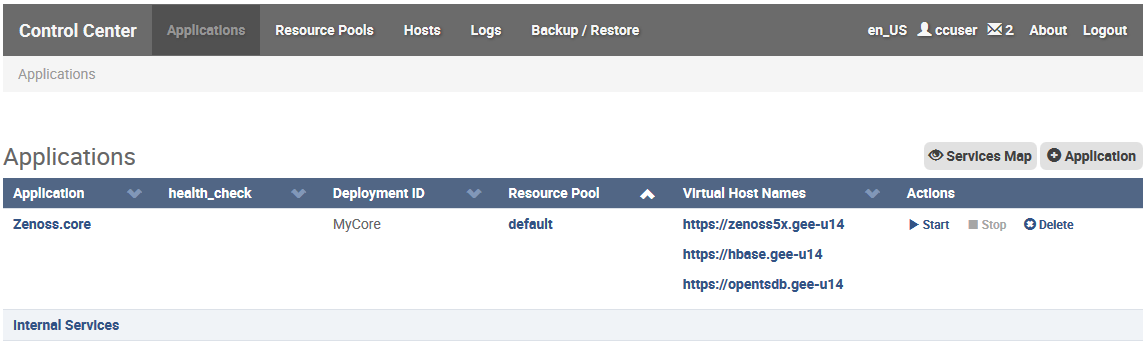 Control Center Applications Resource Pools Hosts Logs Backup / Restore en_US ccuser 2 About Logout
Applications
Applications Services Map Application
Application health_check Deployment ID Resource Pool Virtual Host Names Actions
Zenoss.core MyCore default https://zenoss5x.gee-u14 Start Stop Delete
https://hbase.gee-u14
https://opentsdb.gee-u14
Internal Services